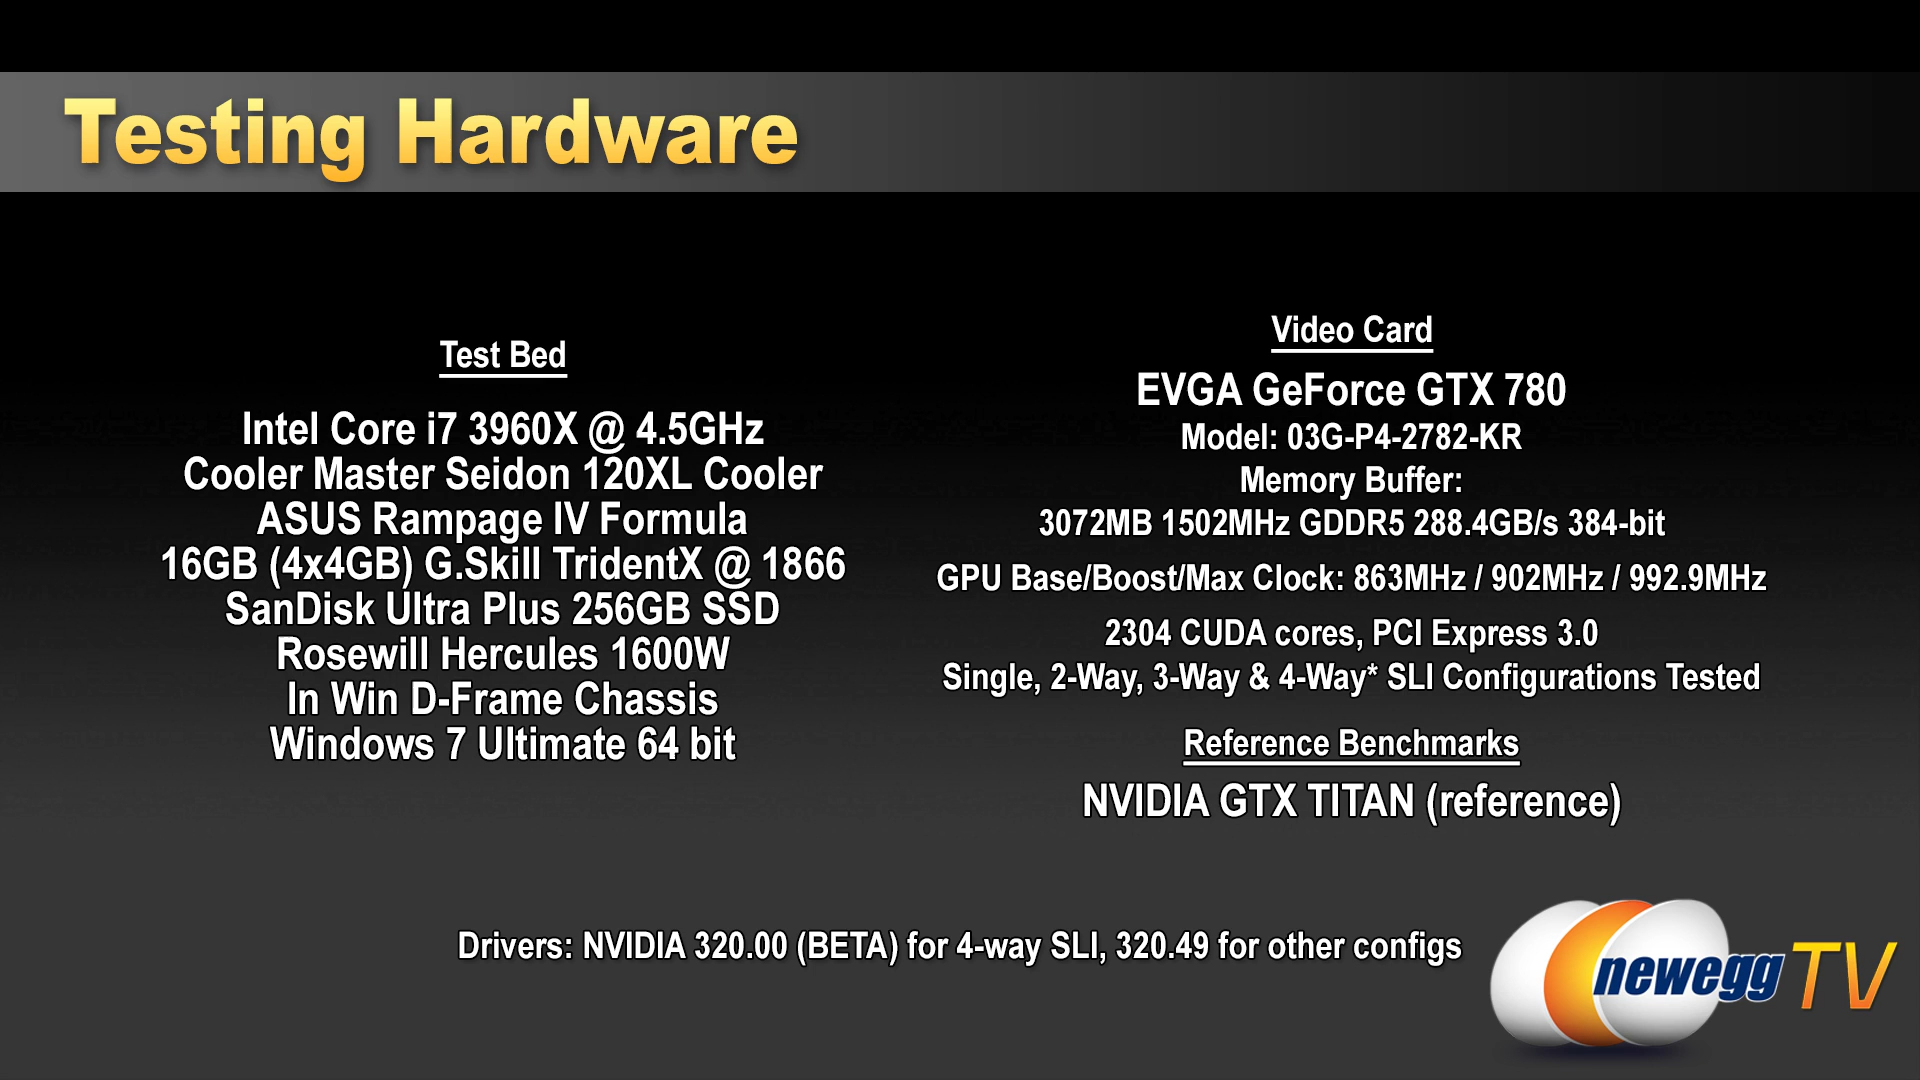 Testing Hardware
Test Bed
Intel Core i7 3960X @ 4.5GHz
Cooler Master Seidon 120XL Cooler
ASUS Rampage IV Formula
16GB (4x4GB) G.Skill TridentX @ 1866
SanDisk Ultra Plus 256GB SSD
Rosewill Hercules 1600W
In Win D-Frame Chassis
Windows 7 Ultimate 64 bit
Video Card
EVGA GeForce GTX 780
Model: 03G-P4-2782-KR
Memory Buffer:
3072MB 1502MHz GDDR5 288.4GB/s 384-bit
GPU Base/Boost/Max Clock: 863MHz / 902MHz / 992.9MHz
2304 CUDA cores, PCI Express 3.0
Single, 2-Way, 3-Way & 4-Way* SLI Configurations Tested
Reference Benchmarks
NVIDIA GTX TITAN (reference)
Drivers: NVIDIA 320.00 (BETA) for 4-way SLI, 320.49 for other configs
newegg TV